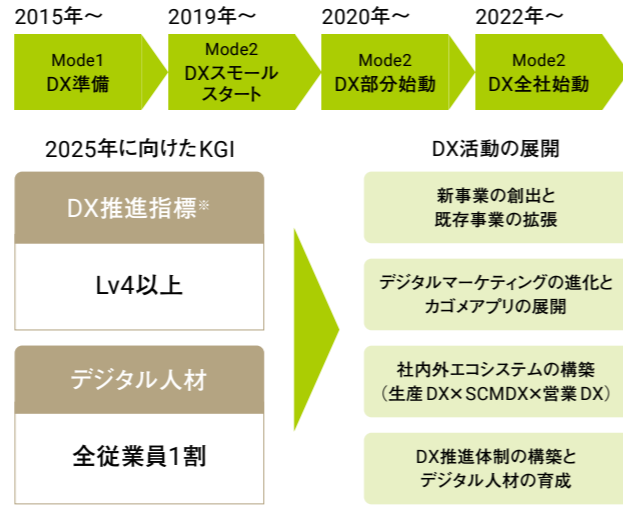 2015年～
2019年～
2020年～
2022年～
Mode1
DX準備
Mode2
DXスモール
スタート
Mode2
DX部分始動
Mode2
DX全社始動
2025年に向けたKGI
DX推進指標※
Lv4以上
デジタル人材
全従業員1割
DX活動の展開
新事業の創出と
既存事業の拡張
デジタルマーケティングの進化と
カゴメアプリの展開
社内外エコシステムの構築
（生産DX×SCMDX×営業DX）
DX推進体制の構築と
デジタル人材の育成